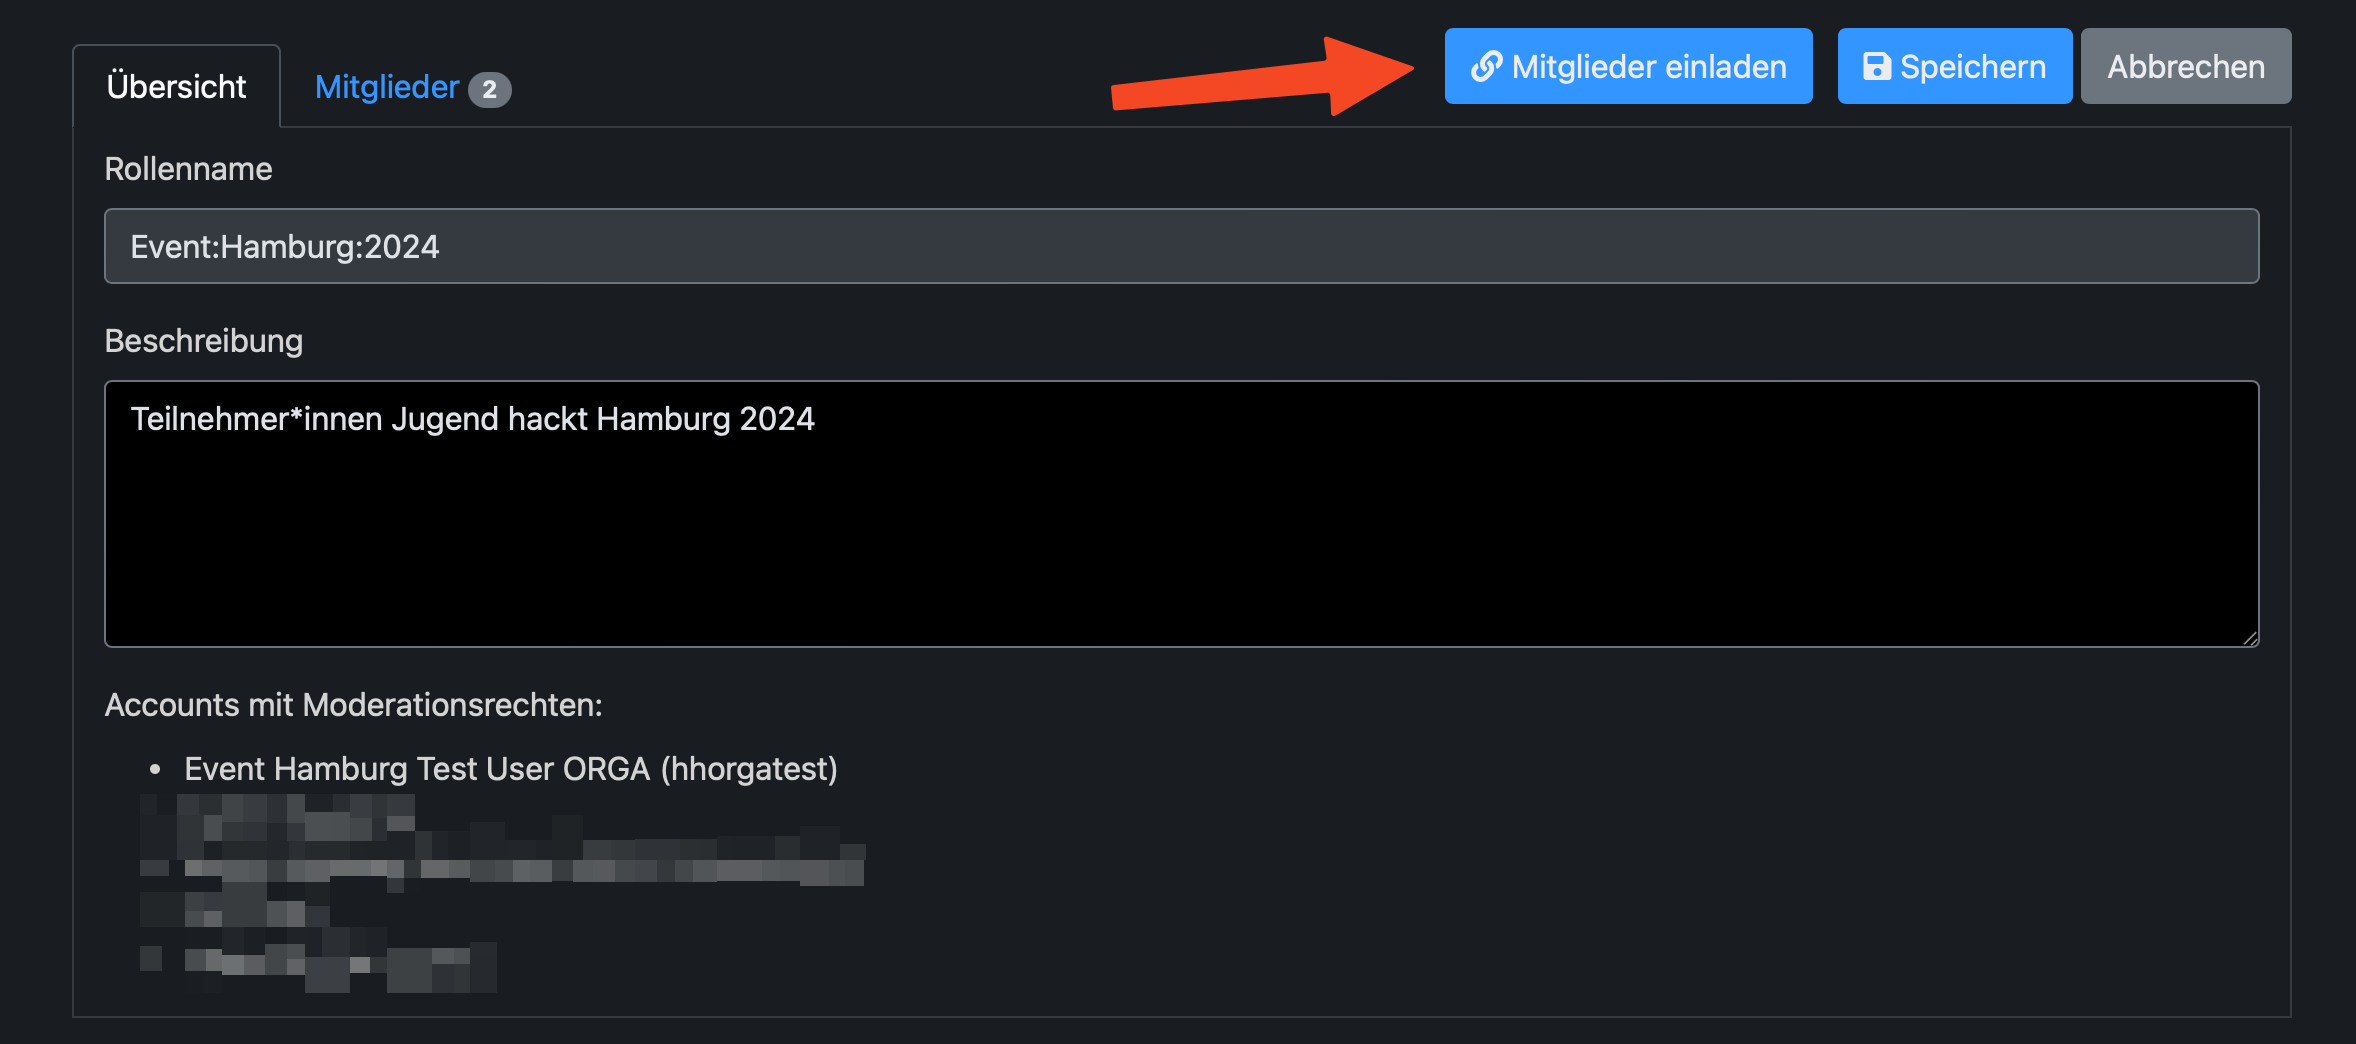 Übersicht Mitglieder 2 Mitglieder einladen Speichern Abbrechen
Rollenname
Event:Hamburg:2024
Beschreibung
Teilnehmer*innen Jugend hackt Hamburg 2024
Accounts mit Moderationsrechten:
• Event Hamburg Test User ORGA (hhorgatest)